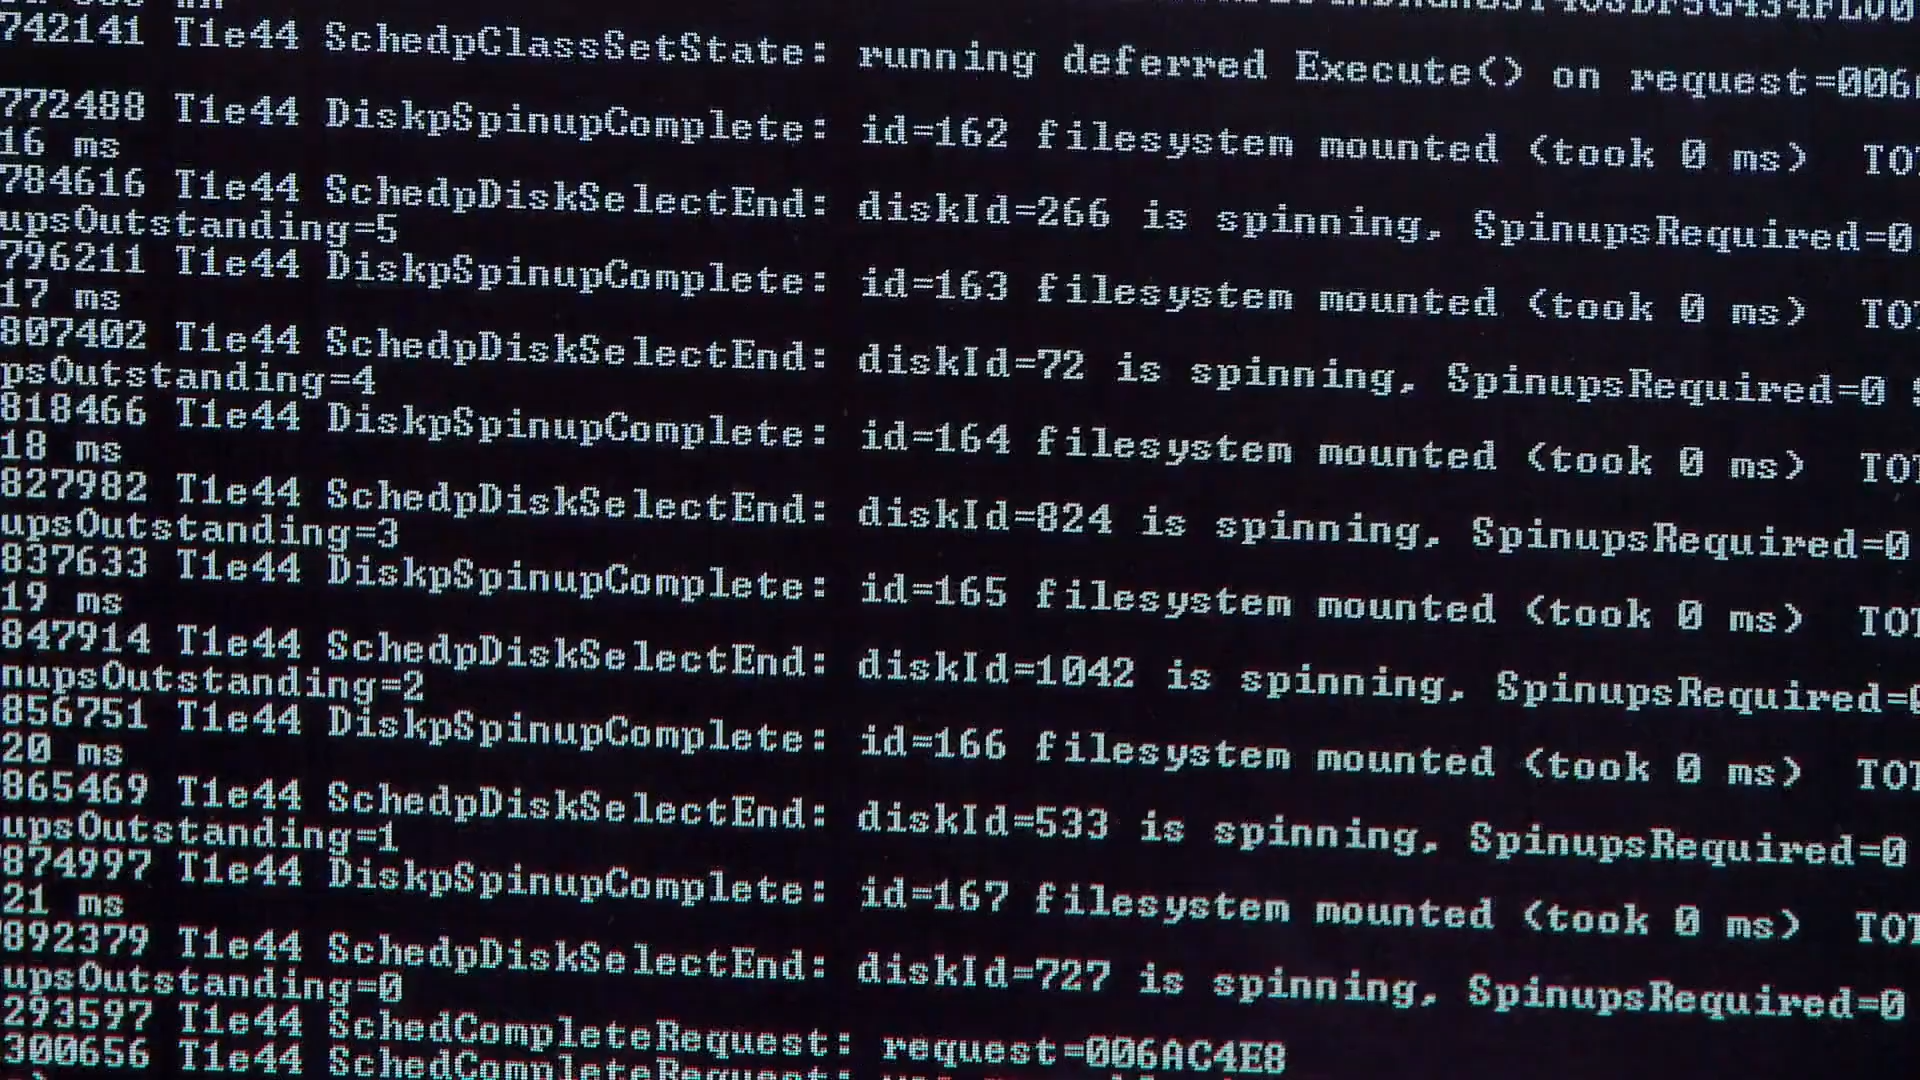 742141 T1e44 SchedpClassSetState: running deferred Execute() on request=006
772488 T1e44 DiskpSpinupComplete: id=162 filesystem mounted (took 0 ms) TOT
16 ms
784616 T1e44 SchedpDiskSelectEnd: diskId=266 is spinning, SpinupsRequired=0
upsOutstanding=5
796211 T1e44 DiskpSpinupComplete: id=163 filesystem mounted (took 0 ms) TOT
17 ms
807402 T1e44 SchedpDiskSelectEnd: diskId=72 is spinning, SpinupsRequired=0
psOutstanding=4
818466 T1e44 DiskpSpinupComplete: id=164 filesystem mounted (took 0 ms) TOT
18 ms
827982 T1e44 SchedpDiskSelectEnd: diskId=824 is spinning, SpinupsRequired=0
upsOutstanding=3
837633 T1e44 DiskpSpinupComplete: id=165 filesystem mounted (took 0 ms) TOT
19 ms
847914 T1e44 SchedpDiskSelectEnd: diskId=1042 is spinning, SpinupsRequired=0
nupsOutstanding=2
856751 T1e44 DiskpSpinupComplete: id=166 filesystem mounted (took 0 ms) TOT
20 ms
865469 T1e44 SchedpDiskSelectEnd: diskId=533 is spinning, SpinupsRequired=0
upsOutstanding=1
874997 T1e44 DiskpSpinupComplete: id=167 filesystem mounted (took 0 ms) TOT
21 ms
892379 T1e44 SchedpDiskSelectEnd: diskId=727 is spinning, SpinupsRequired=0
upsOutstanding=0
293597 T1e44 SchedCompleteRequest: request=006AC4E8
300656 T1e44 SchedCompleteRequest: